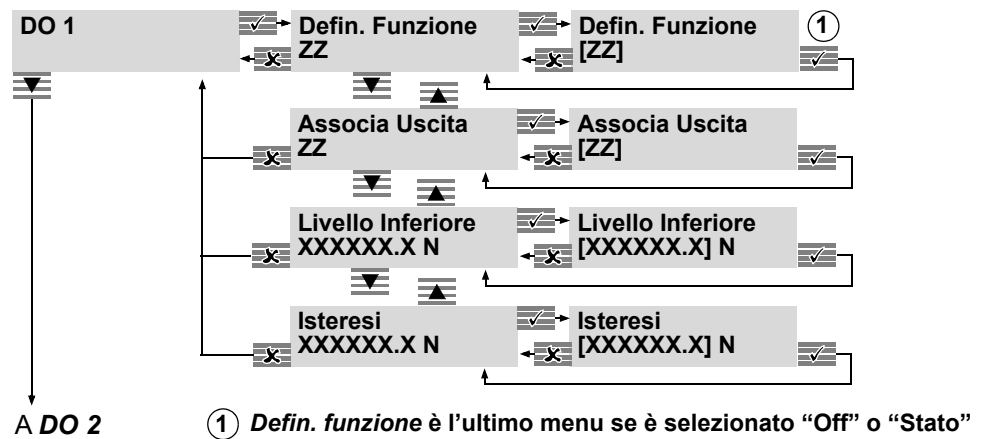 DO 1
Defin. Funzione
ZZ
Defin. Funzione
[ZZ]
1
Associa Uscita
ZZ
Associa Uscita
[ZZ]
Livello Inferiore
XXXXXX.X N
Livello Inferiore
[XXXXXX.X] N
Isteresi
XXXXXX.X N
Isteresi
[XXXXXX.X] N
A DO 2
1 Defin. funzione è l’ultimo menu se è selezionato “Off” o “Stato”